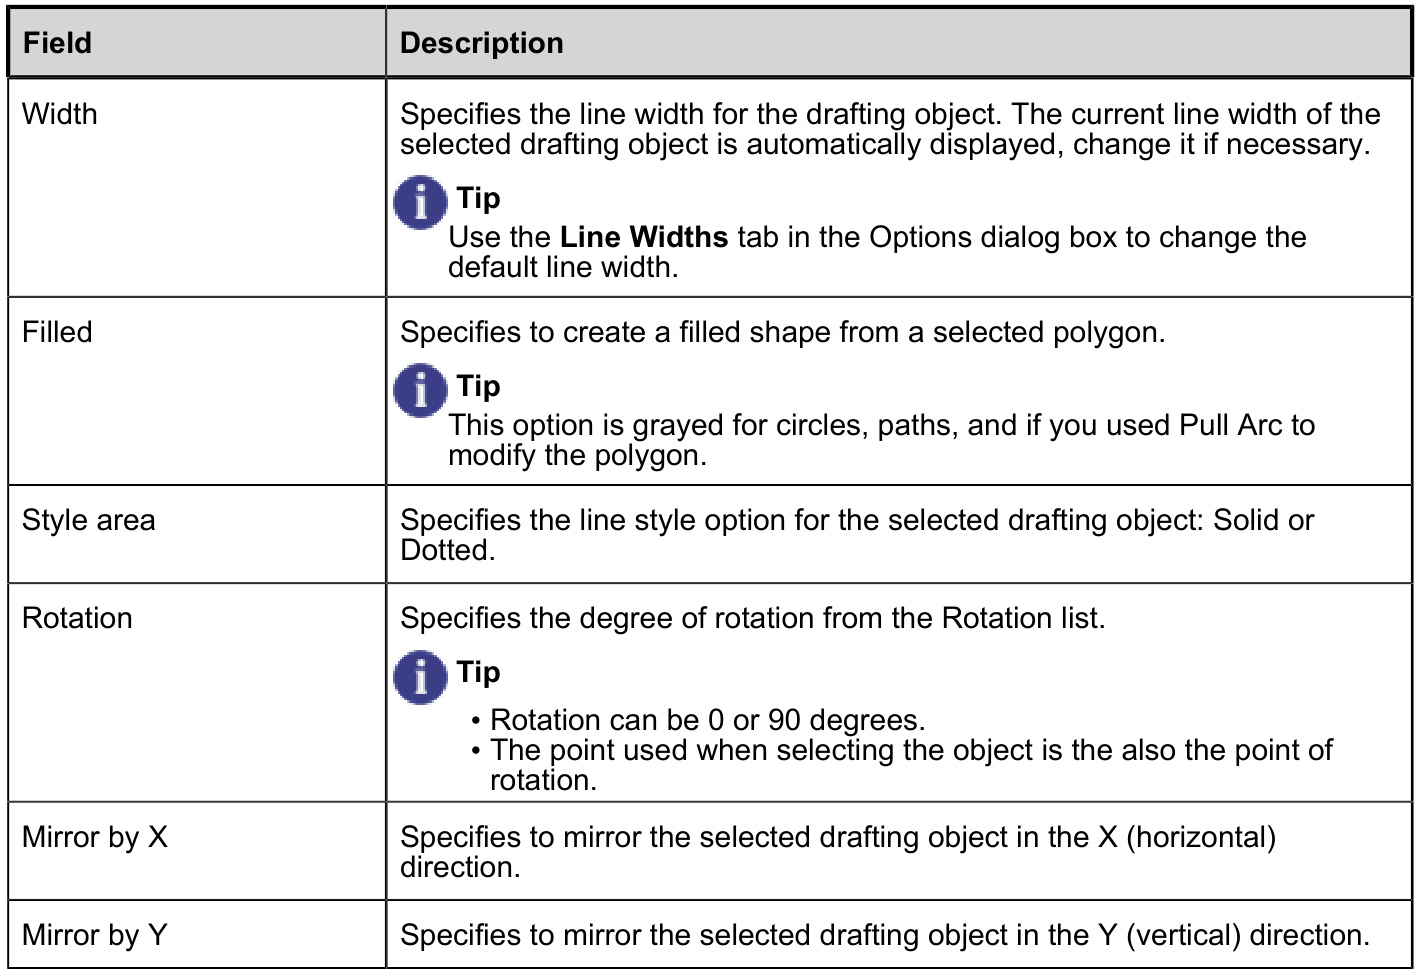 Field Description
Width Specifies the line width for the drafting object. The current line width of the
selected drafting object is automatically displayed, change it if necessary.
i Tip
Use the Line Widths tab in the Options dialog box to change the
default line width.
Filled Specifies to create a filled shape from a selected polygon.
i Tip
This option is grayed for circles, paths, and if you used Pull Arc to
modify the polygon.
Style area Specifies the line style option for the selected drafting object: Solid or
Dotted.
Rotation Specifies the degree of rotation from the Rotation list.
i Tip
• Rotation can be 0 or 90 degrees.
• The point used when selecting the object is the also the point of
rotation.
Mirror by X Specifies to mirror the selected drafting object in the X (horizontal)
direction.
Mirror by Y Specifies to mirror the selected drafting object in the Y (vertical) direction.